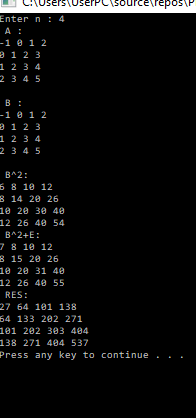 C:\Users\UserPC\source\repos\P
Enter n : 4
A :
-1 0 1 2
0 1 2 3
1 2 3 4
2 3 4 5
B :
-1 0 1 2
0 1 2 3
1 2 3 4
2 3 4 5
B^2:
6 8 10 12
8 14 20 26
10 20 30 40
12 26 40 54
B^2+E:
7 8 10 12
8 15 20 26
10 20 31 40
12 26 40 55
RES:
27 64 101 138
64 133 202 271
101 202 303 404
138 271 404 537
Press any key to continue . . .